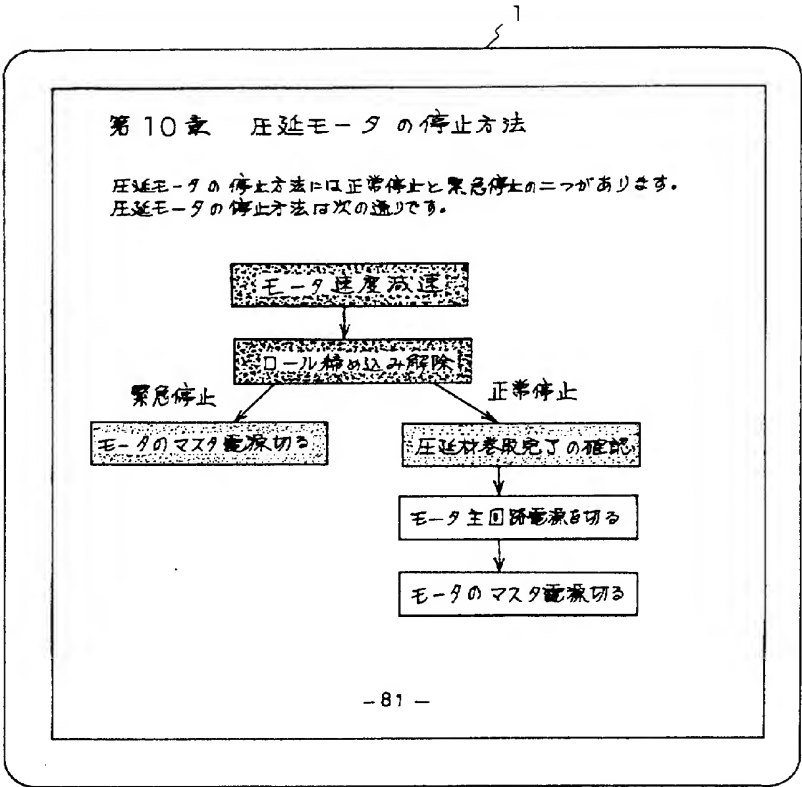 1
第10章 圧延モータの停止方法
圧延モータの停止方法には正常停止と緊急停止の二つがあります。
圧延モータの停止方法は次の通りです。
モータ速度減速
ロール締め込み解除
緊急停止
正常停止
モータのマスタ電源切る
圧延材巻取完了の確認
モータ主回路電源を切る
モータのマスタ電源切る
－81－